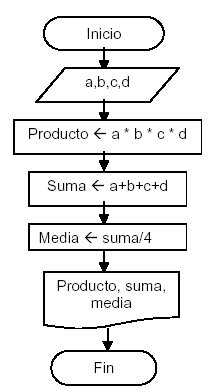 Inicio
a,b,c,d
Producto ← a * b * c * d
Suma ← a+b+c+d
Media ← suma/4
Producto, suma,
media
Fin